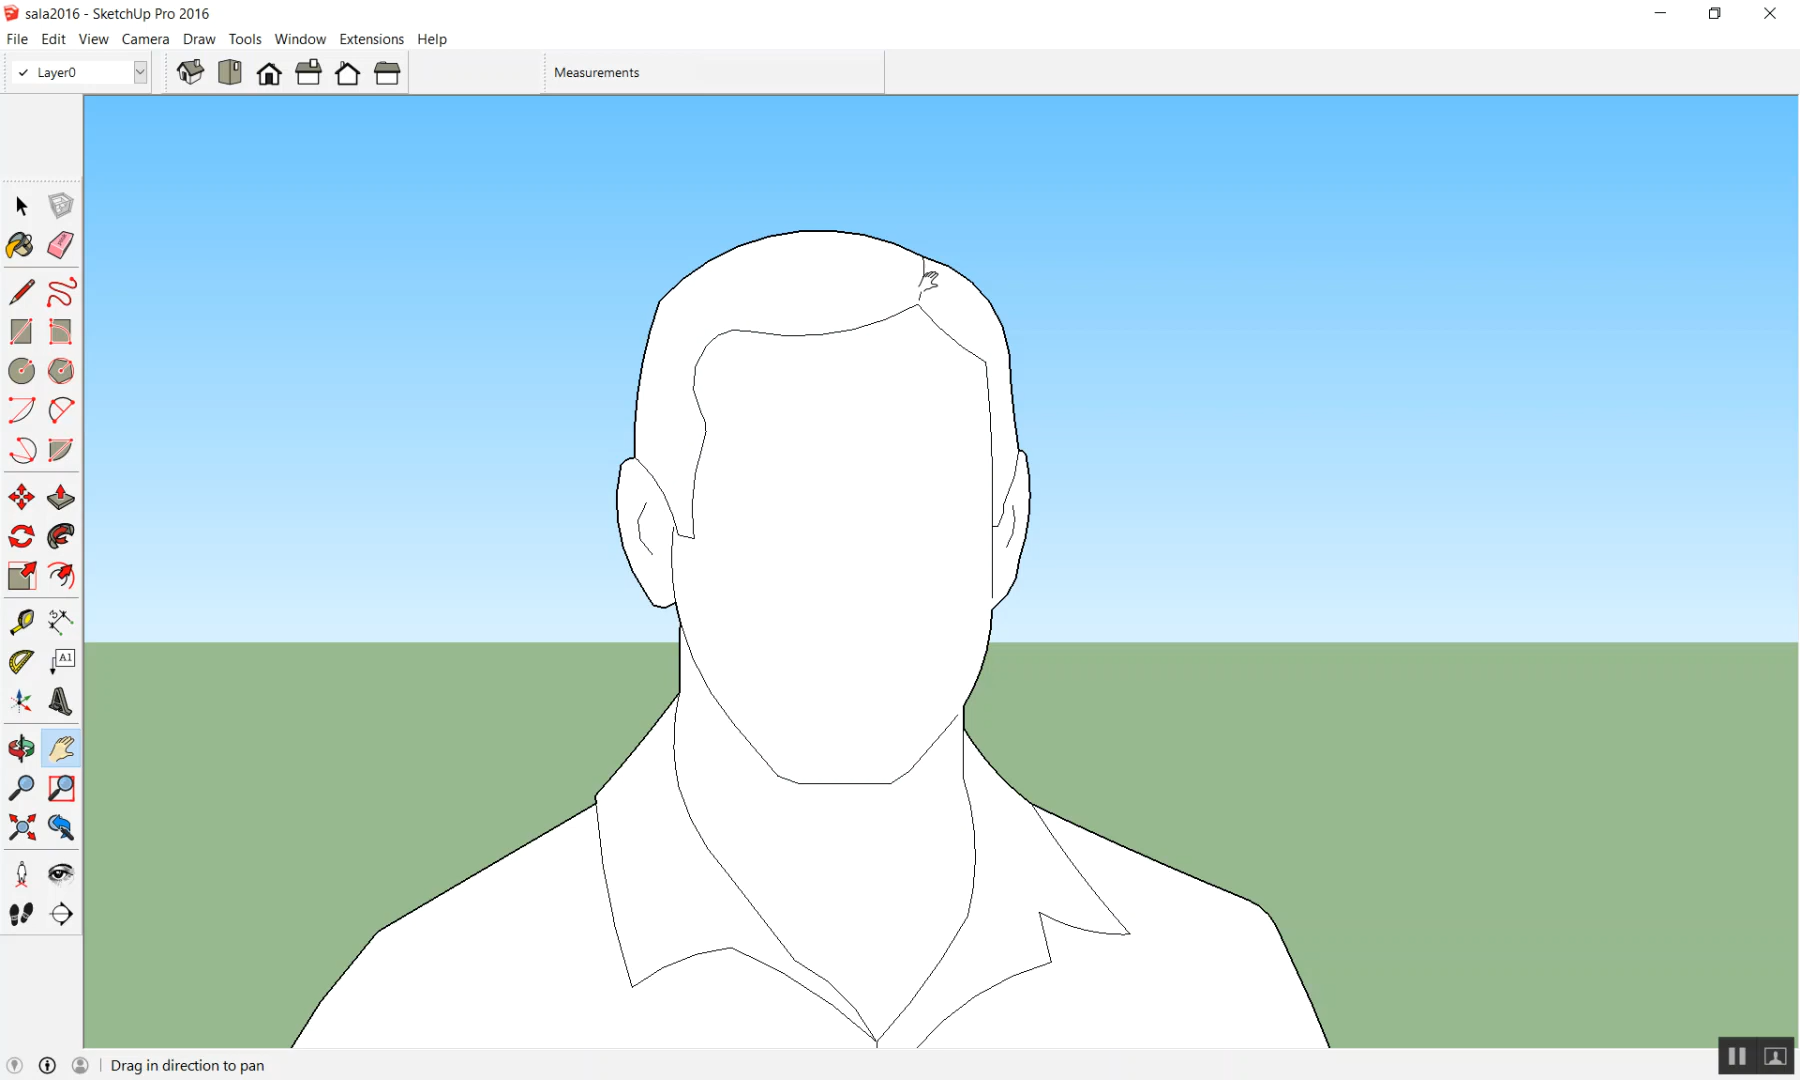 sala2016 - SketchUp Pro 2016
File Edit View Camera Draw Tools Window Extensions Help
Layer0
Measurements
A1
Drag in direction to pan